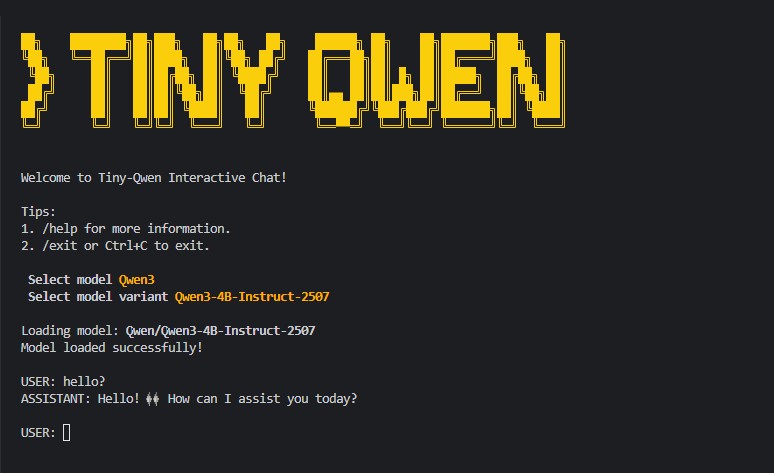 > TINY QWEN
Welcome to Tiny-Qwen Interactive Chat!
Tips:
1. /help for more information.
2. /exit or Ctrl+C to exit.
Select model Qwen3
Select model variant Qwen3-4B-Instruct-2507
Loading model: Qwen/Qwen3-4B-Instruct-2507
Model loaded successfully!
USER: hello?
ASSISTANT: Hello! �� How can I assist you today?
USER: